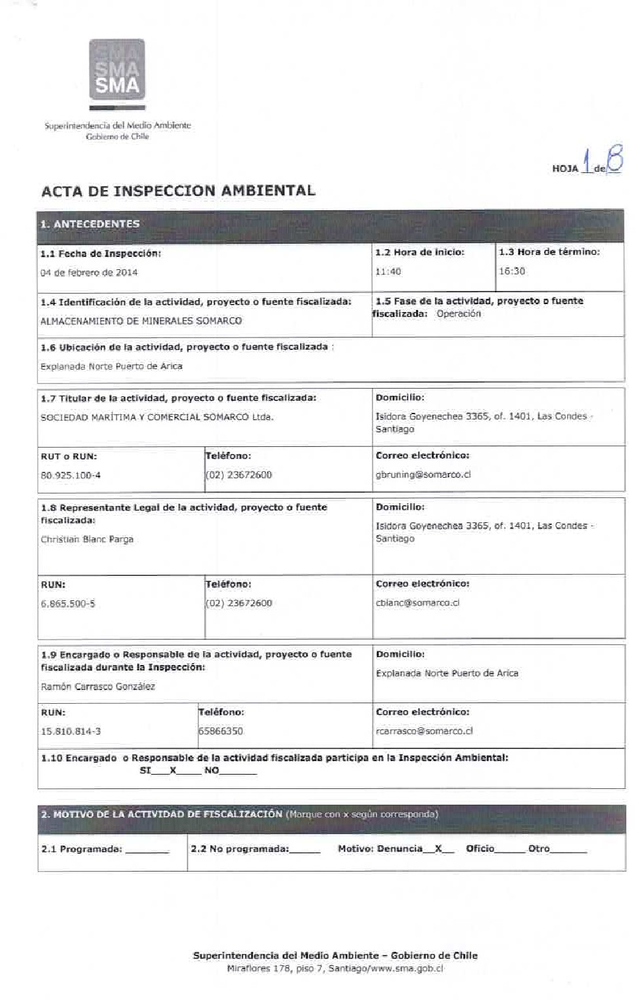 SMA
SMA
SMA
Superintendencia del Medio Ambiente
Gobierno de Chile
HOJA 1 de 8
ACTA DE INSPECCION AMBIENTAL
1. ANTECEDENTES
1.1 Fecha de Inspección:
04 de febrero de 2014
1.2 Hora de inicio:
11:40
1.3 Hora de término:
16:30
1.4 Identificación de la actividad, proyecto o fuente fiscalizada:
ALMACENAMIENTO DE MINERALES SOMARCO
1.5 Fase de la actividad, proyecto o fuente
fiscalizada: Operación
1.6 Ubicación de la actividad, proyecto o fuente fiscalizada :
Explanada Norte Puerto de Arica
1.7 Titular de la actividad, proyecto o fuente fiscalizada:
SOCIEDAD MARÍTIMA Y COMERCIAL SOMARCO Ltda.
Domicilio:
Isidora Goyenechea 3365, of. 1401, Las Condes -
Santiago
RUT o RUN:
80.925.100-4
Teléfono:
(02) 23672600
Correo electrónico:
gbruning@somarco.cl
1.8 Representante Legal de la actividad, proyecto o fuente
fiscalizada:
Christian Blanc Parga
Domicilio:
Isidora Goyenechea 3365, of. 1401, Las Condes -
Santiago
RUN:
6.865.500-5
Teléfono:
(02) 23672600
Correo electrónico:
cblanc@somarco.cl
1.9 Encargado o Responsable de la actividad, proyecto o fuente
fiscalizada durante la Inspección:
Ramón Carrasco González
Domicilio:
Explanada Norte Puerto de Arica
RUN:
15.810.814-3
Teléfono:
65866350
Correo electrónico:
rcarrasco@somarco.cl
1.10 Encargado o Responsable de la actividad fiscalizada participa en la Inspección Ambiental:
SI___X____ NO______
2. MOTIVO DE LA ACTIVIDAD DE FISCALIZACIÓN (Marque con x según corresponda)
2.1 Programada: _______
2.2 No programada:_____ Motivo: Denuncia__X__ Oficio_____ Otro______
Superintendencia del Medio Ambiente – Gobierno de Chile
Miraflores 178, piso 7, Santiago/www.sma.gob.cl